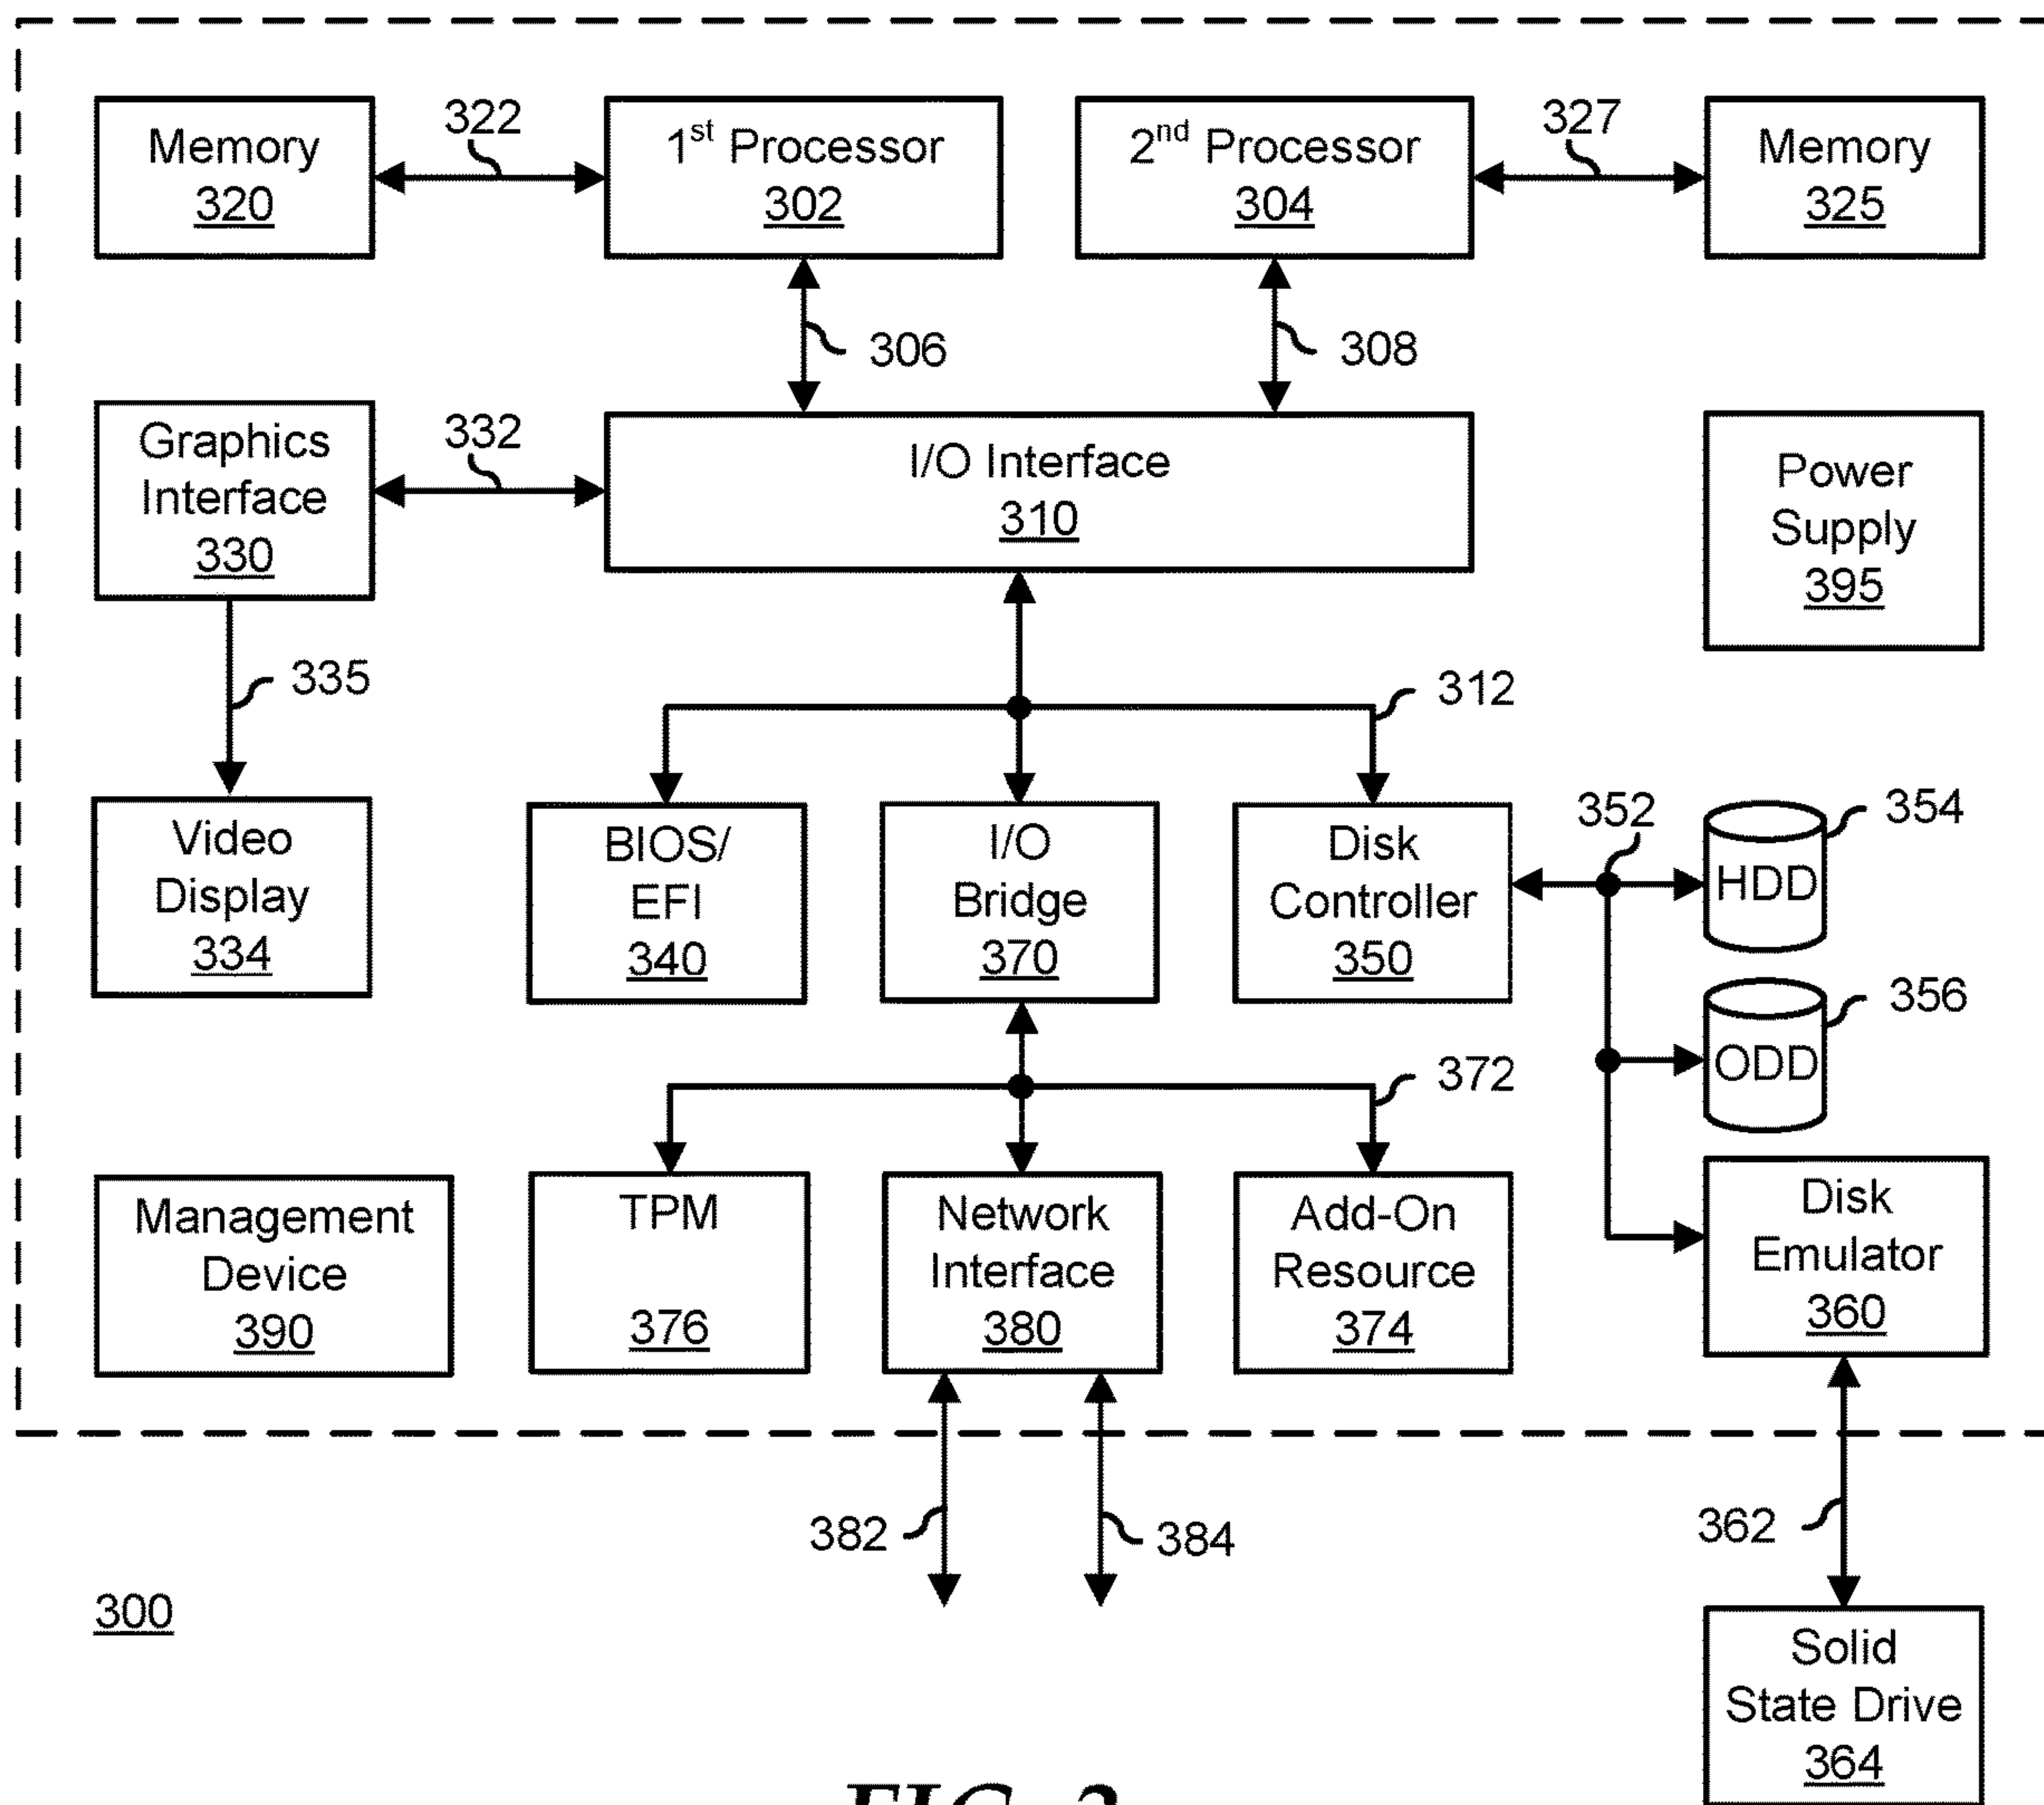 Memory
320
322
1st Processor
302
2nd Processor
304
327
Memory
325
306
308
Graphics
Interface
330
332
I/O Interface
310
Power
Supply
395
335
312
Video
Display
334
BIOS/
EFI
340
I/O
Bridge
370
Disk
Controller
350
352
HDD
354
ODD
356
372
Management
Device
390
TPM
376
Network
Interface
380
Add-On
Resource
374
Disk
Emulator
360
382
384
362
300
Solid
State Drive
364